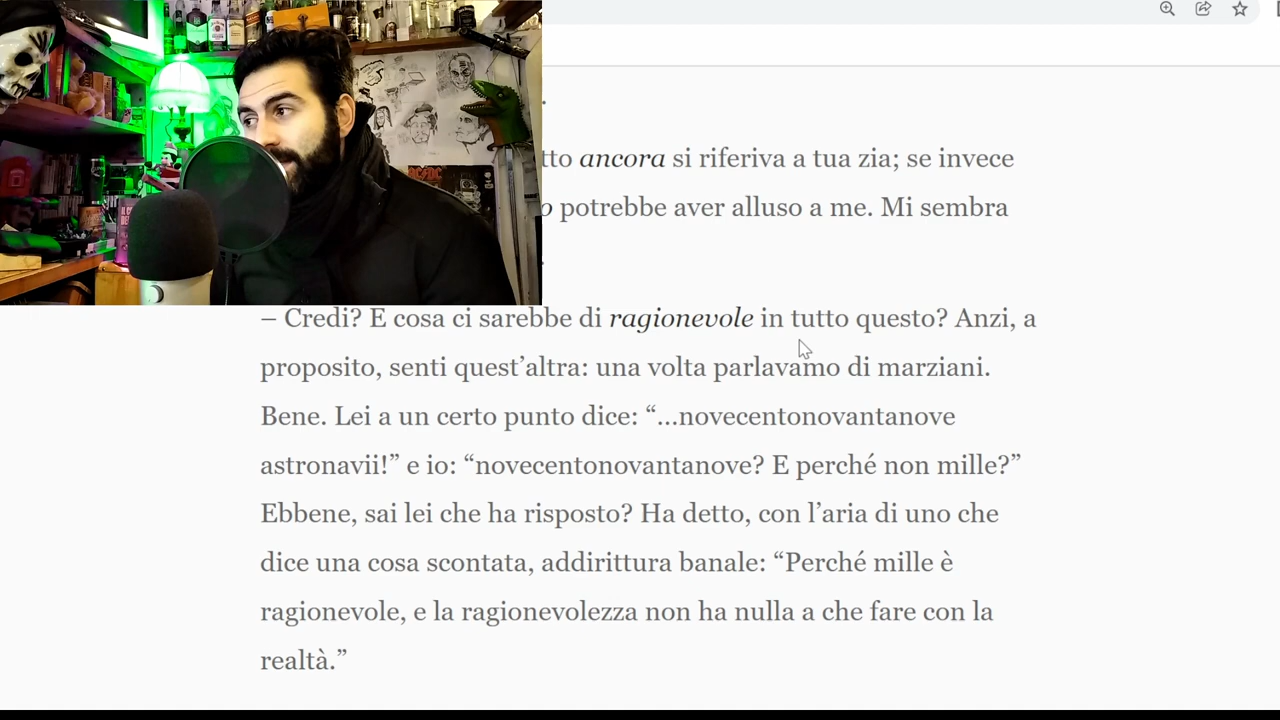 tto ancora si riferiva a tua zia; se invece
o potrebbe aver alluso a me. Mi sembra
– Credi? E cosa ci sarebbe di ragionevole in tutto questo? Anzi, a
proposito, senti quest’altra: una volta parlavamo di marziani.
Bene. Lei a un certo punto dice: “…novecentonovantanove
astronavii!” e io: “novecentonovantanove? E perché non mille?”
Ebbene, sai lei che ha risposto? Ha detto, con l’aria di uno che
dice una cosa scontata, addirittura banale: “Perché mille è
ragionevole, e la ragionevolezza non ha nulla a che fare con la
realtà.”